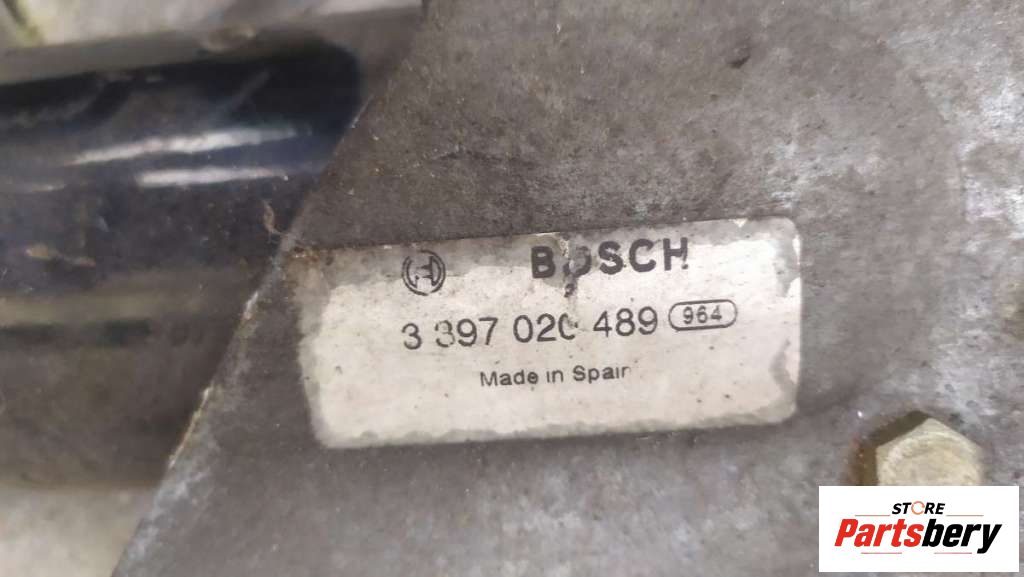 BOSCH
3 397 020 489 964
Made in Spain
STORE
Partsbery